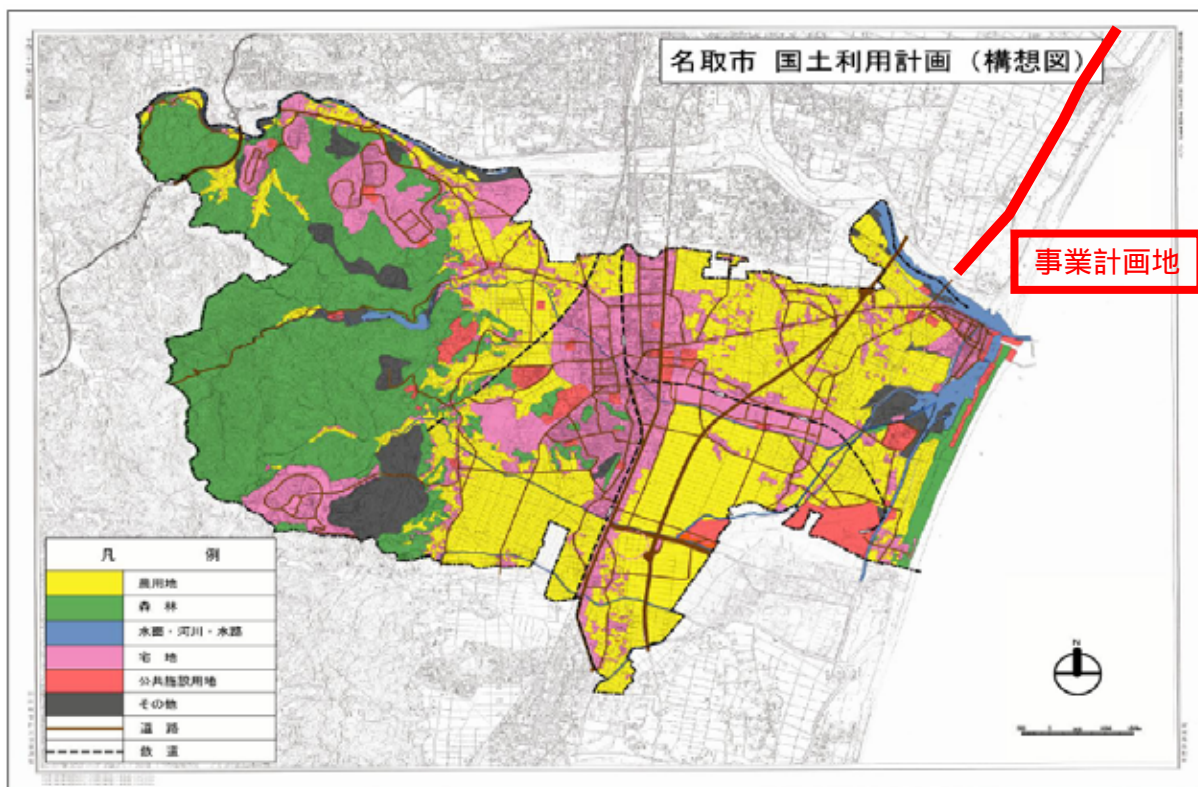 名取市 国土利用計画（構想図）
事業計画地
凡 例
農用地
森 林
水面・河川・水路
宅 地
公共施設用地
その他
道 路
鉄 道
N